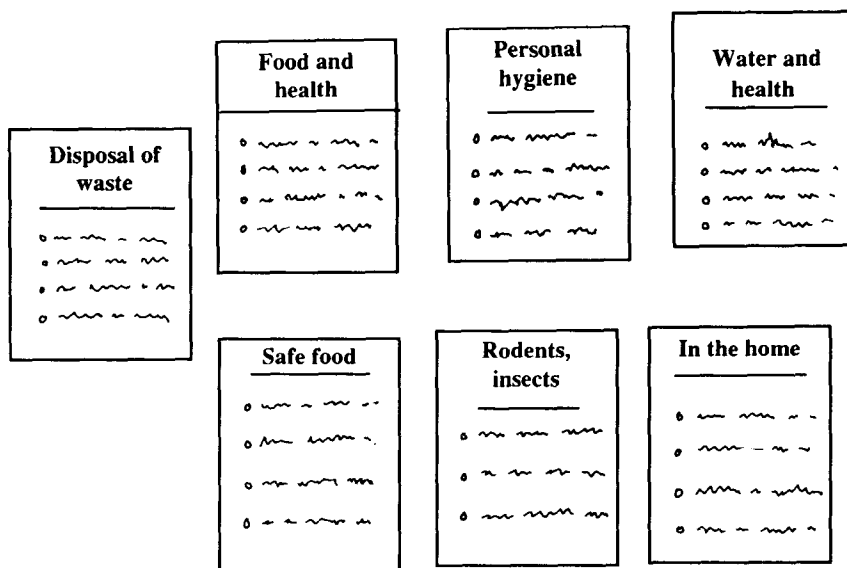 Disposal of
waste
Food and
health
Personal
hygiene
Water and
health
Safe food
Rodents,
insects
In the home